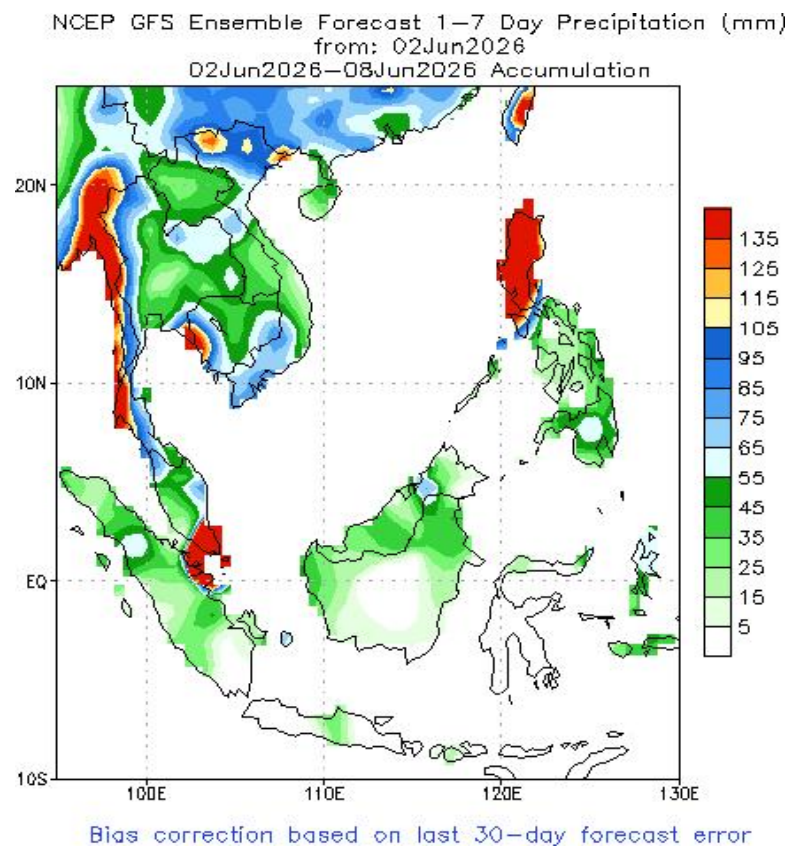 NCEP GFS Ensemble Forecast 1–7 Day Precipitation (mm)
from: 02Jun2026
02Jun2026–08Jun2026 Accumulation
20N
10N
EQ
10S
100E
110E
120E
130E
135
125
115
105
95
85
75
65
55
45
35
25
15
5
Bias correction based on last 30–day forecast error